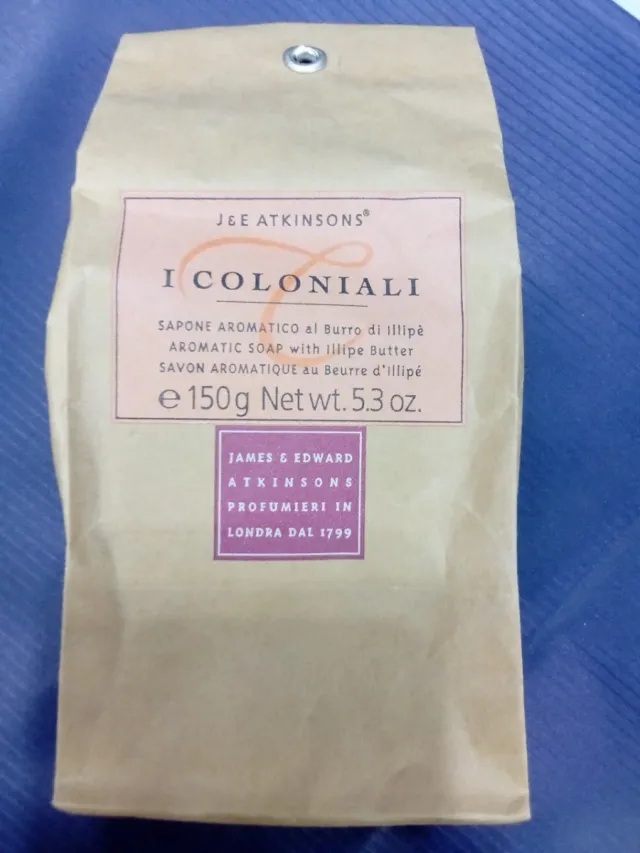 J & E ATKINSONS®
I COLONIALI
SAPONE AROMATICO al Burro di Illipè
AROMATIC SOAP with Illipe Butter
SAVON AROMATIQUE au Beurre d'Illipé
℮ 150g Net wt. 5.3 oz.
JAMES & EDWARD
ATKINSONS
PROFUMIERI IN
LONDRA DAL 1799